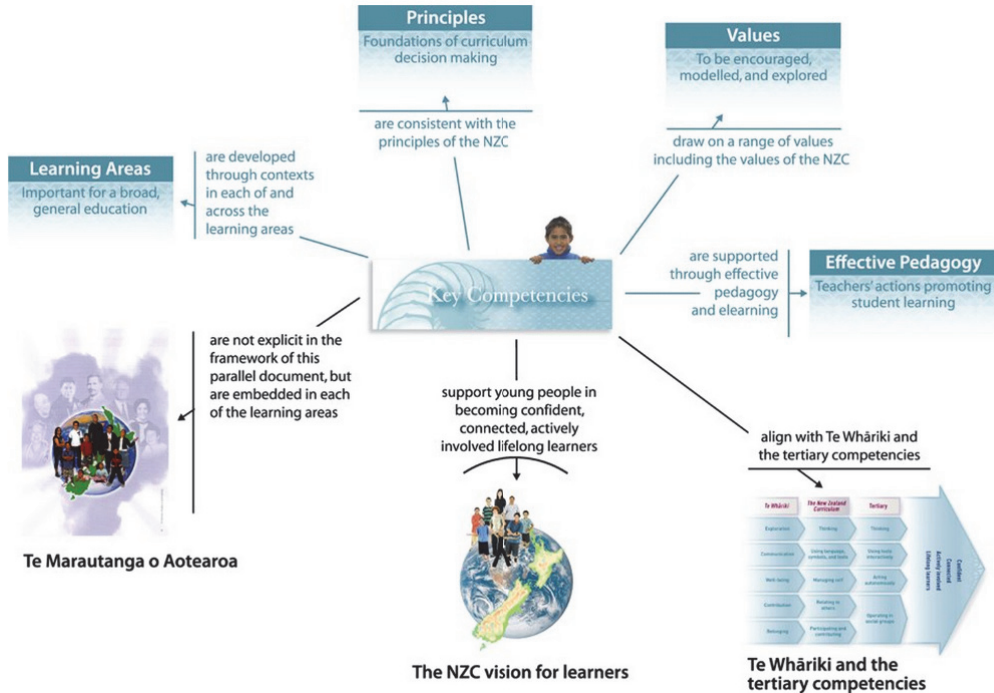 Principles
Foundations of curriculum
decision making
are consistent with the
principles of the NZC
Values
To be encouraged,
modelled, and explored
draw on a range of values
including the values of the NZC
Learning Areas
Important for a broad,
general education
are developed
through contexts
in each of and
across the
learning areas
Key Competencies
are supported
through effective
pedagogy
and elearning
Effective Pedagogy
Teachers' actions promoting
student learning
are not explicit in the
framework of this
parallel document, but
are embedded in each
of the learning areas
Te Marautanga o Aotearoa
support young people in
becoming confident,
connected, actively
involved lifelong learners
The NZC vision for learners
align with Te Whāriki and
the tertiary competencies
Te Whāriki
The New Zealand
Curriculum
Tertiary
Exploration
Thinking
Thinking
Communication
Using language,
symbols, and texts
Using tools
interactively
Well-being
Managing self
Acting
autonomously
Contribution
Relating to
others
Operating in
social groups
Belonging
Participating and
contributing
Confident
Connected
Actively involved
Lifelong learners
Te Whāriki and the
tertiary competencies